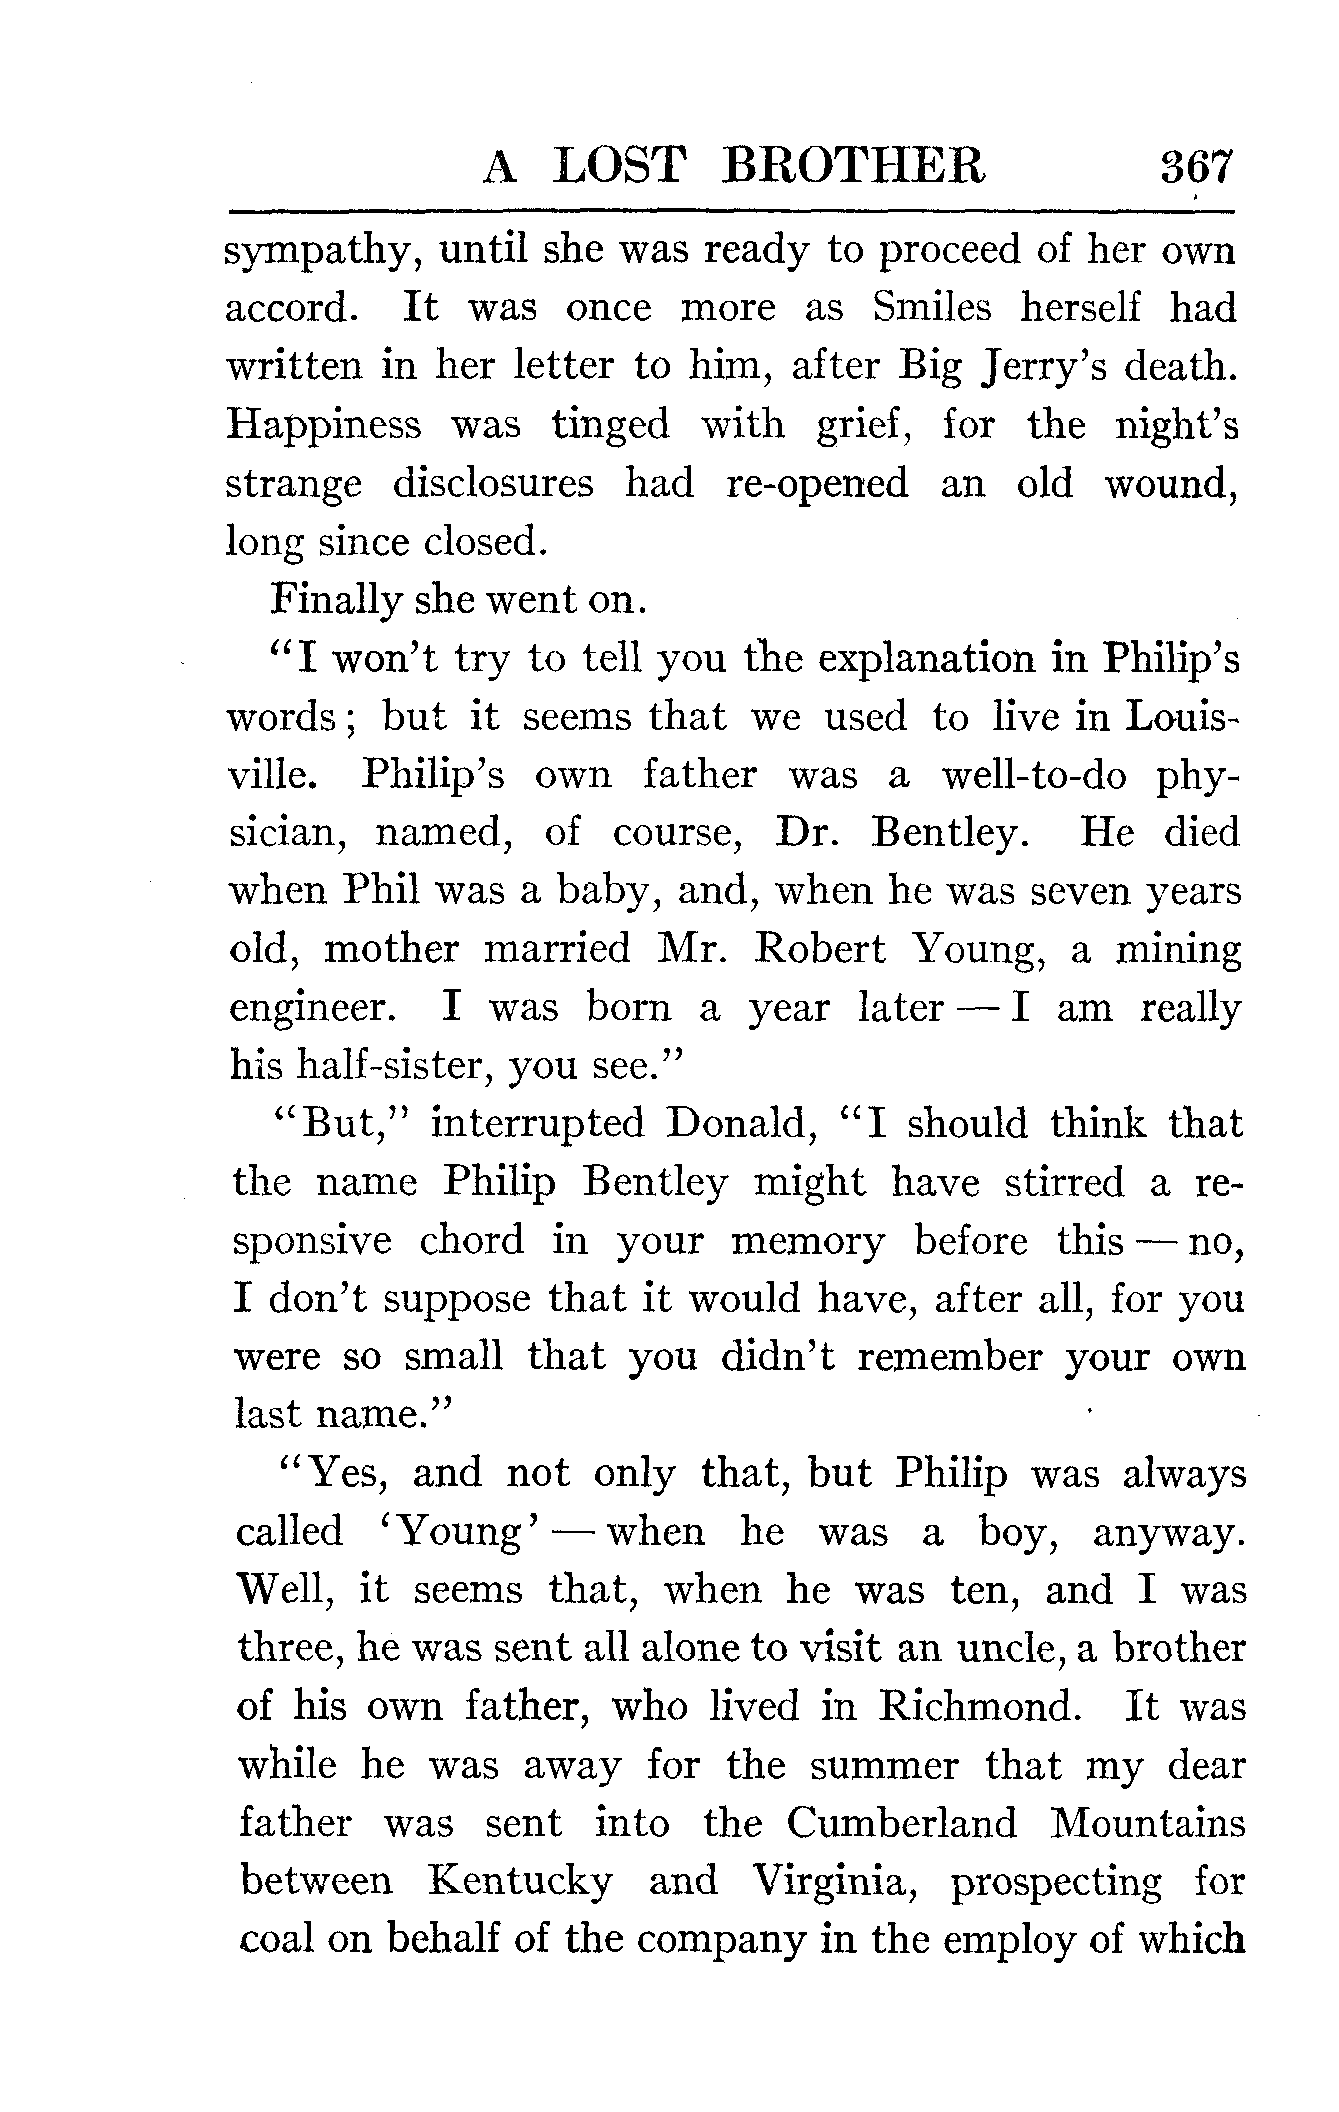 A LOST BROTHER 367
sympathy, until she was ready to proceed of her own
accord. It was once more as Smiles herself had
written in her letter to him, after Big Jerry's death.
Happiness was tinged with grief, for the night's
strange disclosures had re-opened an old wound,
long since closed.
Finally she went on.
"I won't try to tell you the explanation in Philip's
words; but it seems that we used to live in Louis-
ville. Philip's own father was a well-to-do phy-
sician, named, of course, Dr. Bentley. He died
when Phil was a baby, and, when he was seven years
old, mother married Mr. Robert Young, a mining
engineer. I was born a year later — I am really
his half-sister, you see."
"But," interrupted Donald, "I should think that
the name Philip Bentley might have stirred a re-
sponsive chord in your memory before this — no,
I don't suppose that it would have, after all, for you
were so small that you didn't remember your own
last name."
"Yes, and not only that, but Philip was always
called 'Young' — when he was a boy, anyway.
Well, it seems that, when he was ten, and I was
three, he was sent all alone to visit an uncle, a brother
of his own father, who lived in Richmond. It was
while he was away for the summer that my dear
father was sent into the Cumberland Mountains
between Kentucky and Virginia, prospecting for
coal on behalf of the company in the employ of which